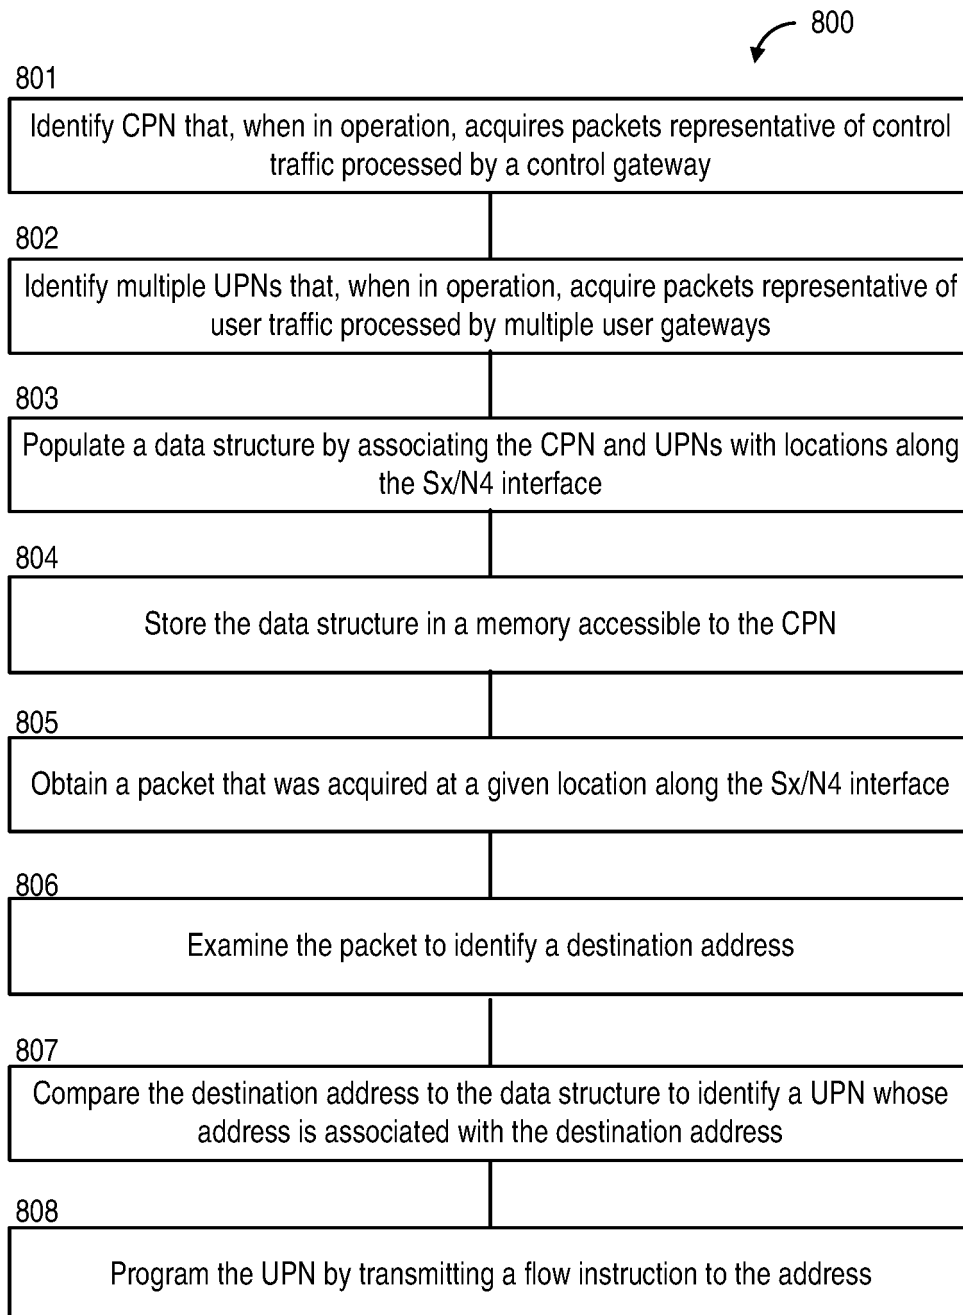 800
801
Identify CPN that, when in operation, acquires packets representative of control
traffic processed by a control gateway
802
Identify multiple UPNs that, when in operation, acquire packets representative of
user traffic processed by multiple user gateways
803
Populate a data structure by associating the CPN and UPNs with locations along
the Sx/N4 interface
804
Store the data structure in a memory accessible to the CPN
805
Obtain a packet that was acquired at a given location along the Sx/N4 interface
806
Examine the packet to identify a destination address
807
Compare the destination address to the data structure to identify a UPN whose
address is associated with the destination address
808
Program the UPN by transmitting a flow instruction to the address